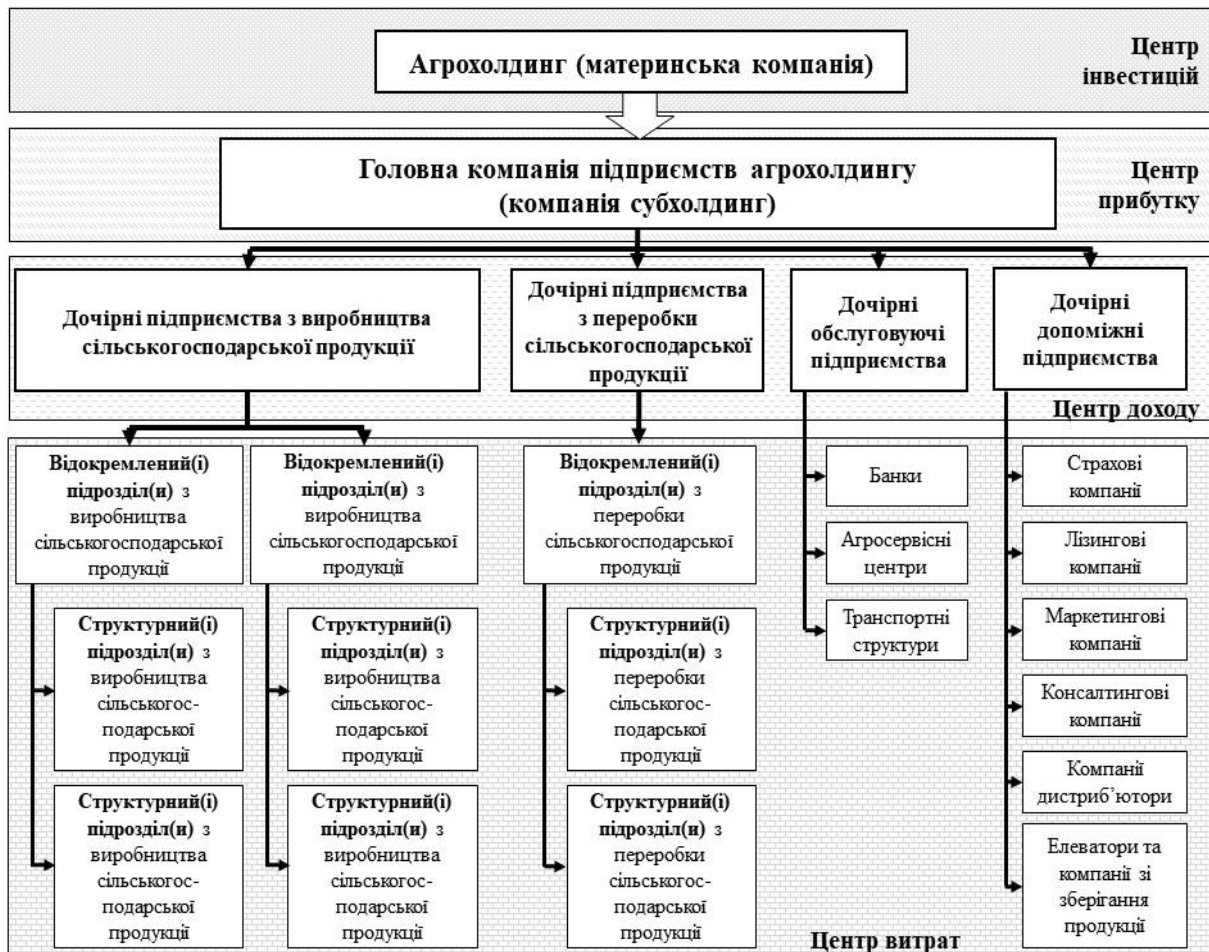 Агрохолдинг (материнська компанія)
Центр
інвестицій
Головна компанія підприємств агрохолдингу
(компанія субхолдинг)
Центр
прибутку
Дочірні підприємства з виробництва
сільськогосподарської продукції
Дочірні підприємства
з переробки
сільськогосподарської
продукції
Дочірні
обслуговуючі
підприємства
Дочірні
допоміжні
підприємства
Центр доходу
Відокремлений(і)
підрозділ(и) з
виробництва
сільськогосподарської
продукції
Структурний(і)
підрозділ(и) з
виробництва
сільськогос-
подарської
продукції
Структурний(і)
підрозділ(и) з
виробництва
сільськогос-
подарської
продукції
Відокремлений(і)
підрозділ(и) з
виробництва
сільськогосподарської
продукції
Структурний(і)
підрозділ(и) з
виробництва
сільськогос-
подарської
продукції
Структурний(і)
підрозділ(и) з
виробництва
сільськогос-
подарської
продукції
Відокремлений(і)
підрозділ(и) з
переробки
сільськогосподарської
продукції
Структурний(і)
підрозділ(и) з
переробки
сільськогос-
подарської
продукції
Структурний(і)
підрозділ(и) з
переробки
сільськогос-
подарської
продукції
Банки
Агросервісні
центри
Транспортні
структури
Страхові
компанії
Лізингові
компанії
Маркетингові
компанії
Консалтингові
компанії
Компанії
дистриб’ютори
Елеватори та
компанії зі
зберігання
продукції
Центр витрат